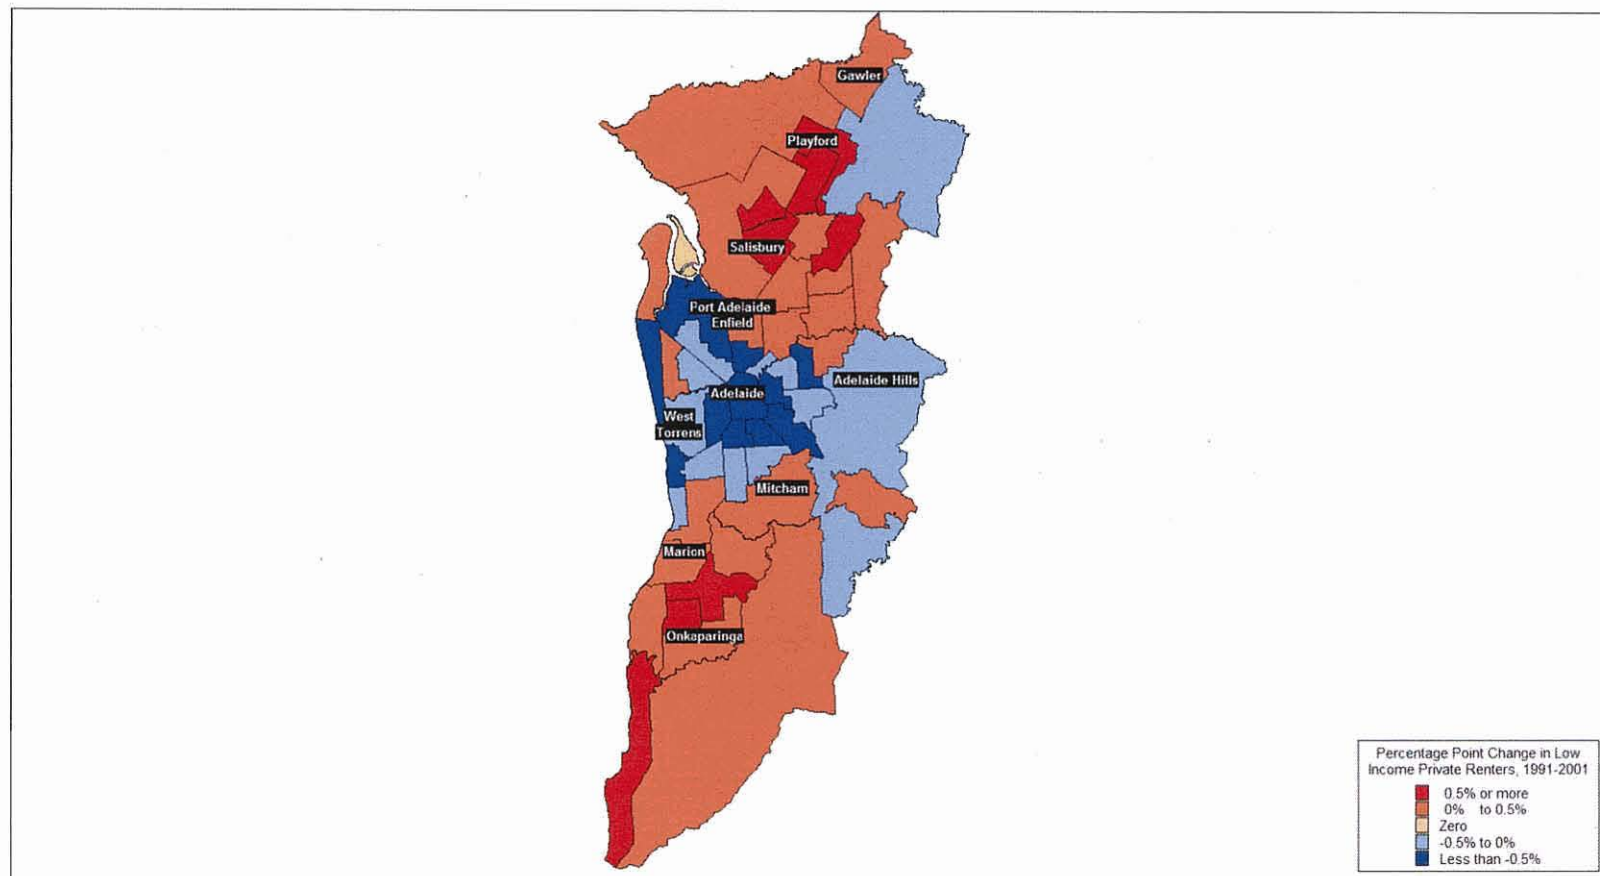 Gawler
Playford
Salisbury
Port Adelaide
Enfield
Adelaide
Adelaide Hills
West
Torrens
Mitcham
Marion
Onkaparinga
Percentage Point Change in Low
Income Private Renters, 1991-2001
0.5% or more
0% to 0.5%
Zero
-0.5% to 0%
Less than -0.5%